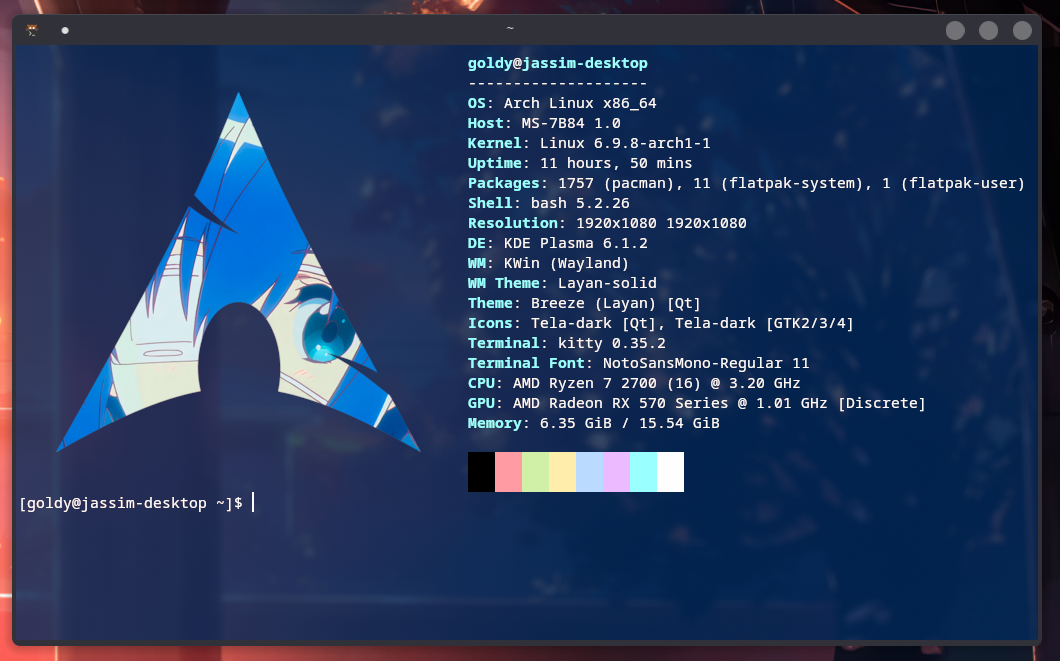 ~
goldy@jassim-desktop
--------------------
OS: Arch Linux x86_64
Host: MS-7B84 1.0
Kernel: Linux 6.9.8-arch1-1
Uptime: 11 hours, 50 mins
Packages: 1757 (pacman), 11 (flatpak-system), 1 (flatpak-user)
Shell: bash 5.2.26
Resolution: 1920x1080 1920x1080
DE: KDE Plasma 6.1.2
WM: KWin (Wayland)
WM Theme: Layan-solid
Theme: Breeze (Layan) [Qt]
Icons: Tela-dark [Qt], Tela-dark [GTK2/3/4]
Terminal: kitty 0.35.2
Terminal Font: NotoSansMono-Regular 11
CPU: AMD Ryzen 7 2700 (16) @ 3.20 GHz
GPU: AMD Radeon RX 570 Series @ 1.01 GHz [Discrete]
Memory: 6.35 GiB / 15.54 GiB
[goldy@jassim-desktop ~]$